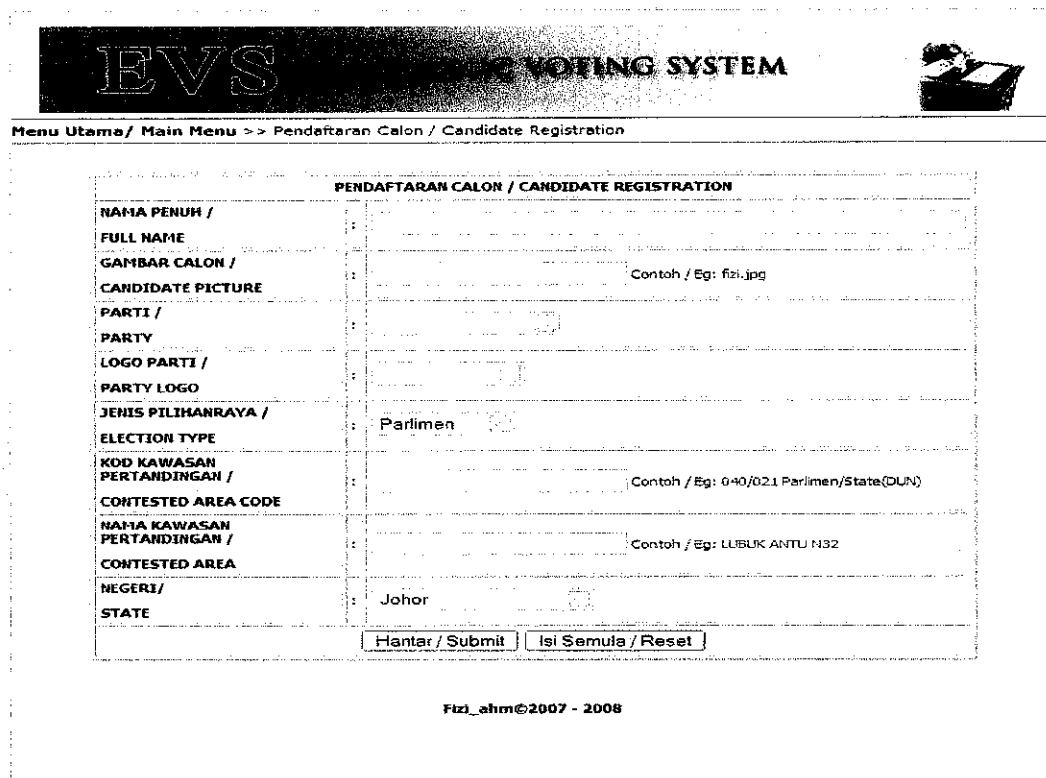 EVS VOTING SYSTEM
Menu Utama/ Main Menu >> Pendaftaran Calon / Candidate Registration
PENDAFTARAN CALON / CANDIDATE REGISTRATION
NAMA PENUH /
FULL NAME
:
GAMBAR CALON /
CANDIDATE PICTURE
: Contoh / Eg: fizi.jpg
PARTI /
PARTY
:
LOGO PARTI /
PARTY LOGO
:
JENIS PILIHANRAYA /
ELECTION TYPE
: Parlimen
KOD KAWASAN
PERTANDINGAN /
CONTESTED AREA CODE
: Contoh / Eg: 040/021 Parlimen/State(DUN)
NAMA KAWASAN
PERTANDINGAN /
CONTESTED AREA
: Contoh / Eg: LUBUK ANTU N32
NEGERI/
STATE
: Johor
Hantar / Submit Isi Semula / Reset
Fizi_ahm©2007 - 2008